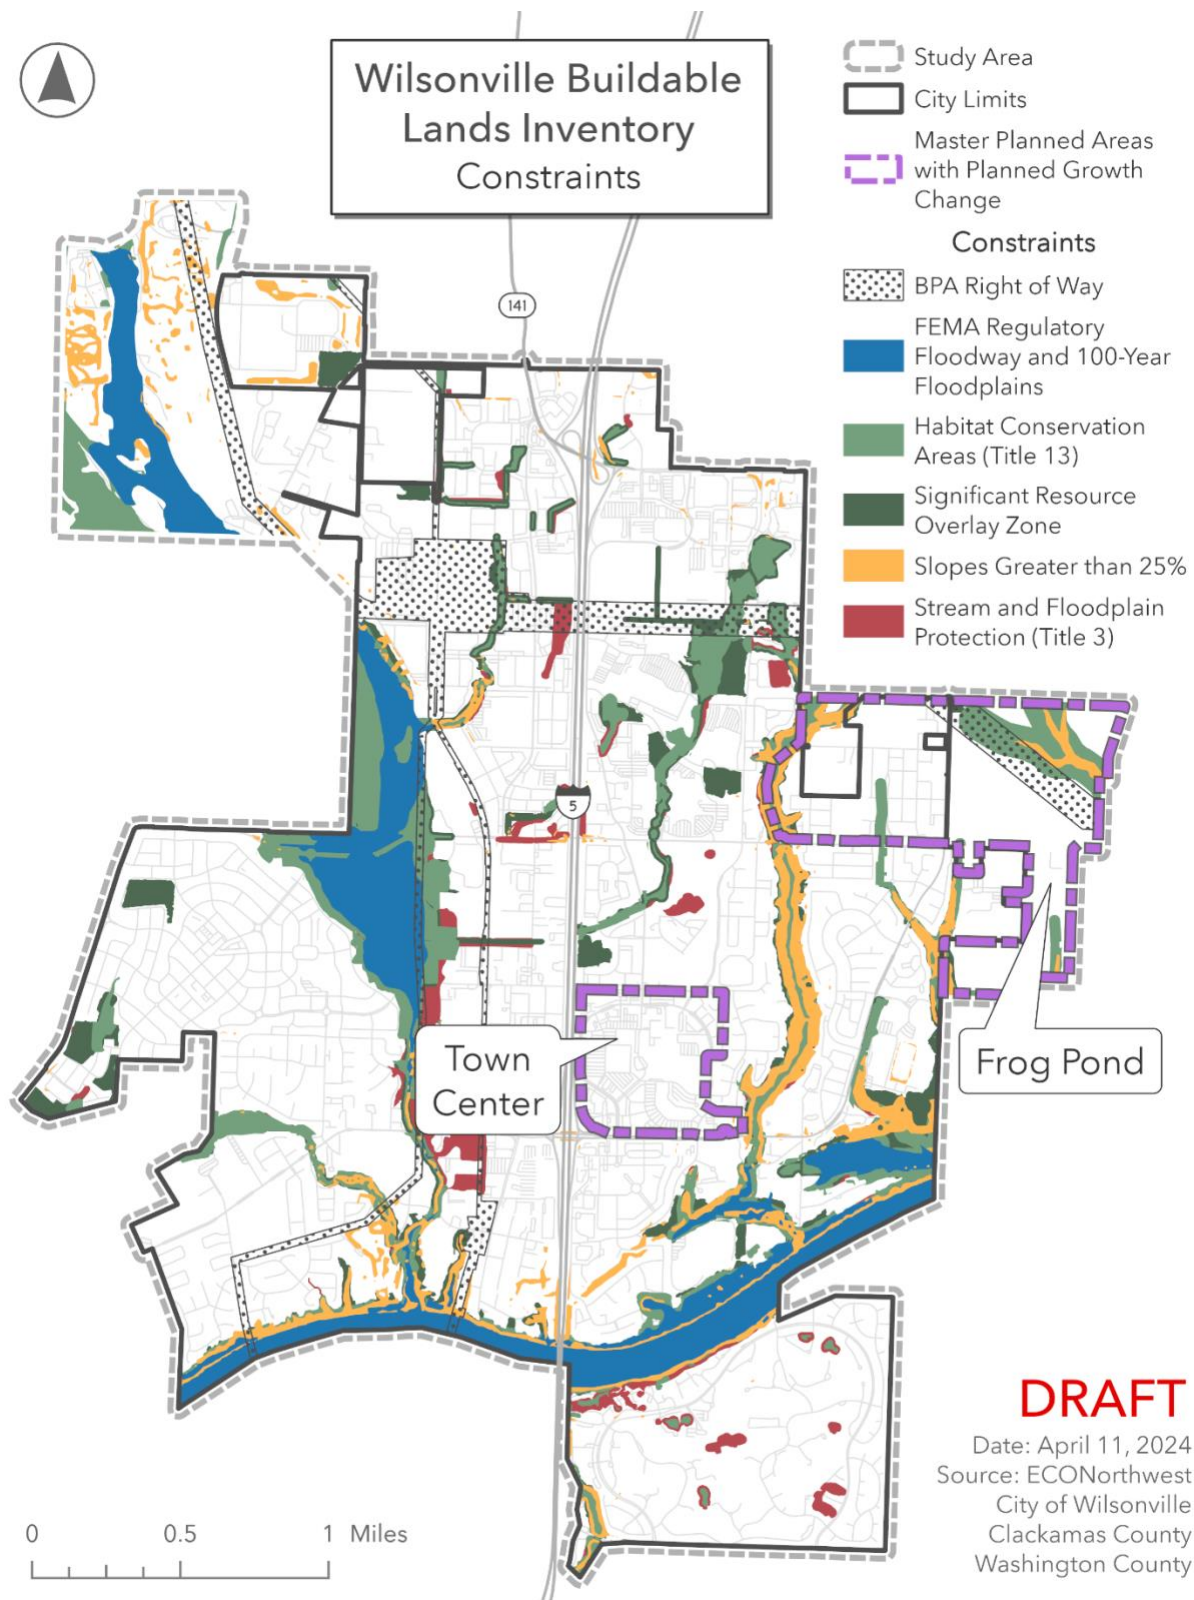 Wilsonville Buildable
Lands Inventory
Constraints
Study Area
City Limits
Master Planned Areas
with Planned Growth
Change
Constraints
BPA Right of Way
FEMA Regulatory
Floodway and 100-Year
Floodplains
Habitat Conservation
Areas (Title 13)
Significant Resource
Overlay Zone
Slopes Greater than 25%
Stream and Floodplain
Protection (Title 3)
141
5
Town
Center
Frog Pond
DRAFT
Date: April 11, 2024
Source: ECONorthwest
City of Wilsonville
Clackamas County
Washington County
0 0.5 1 Miles